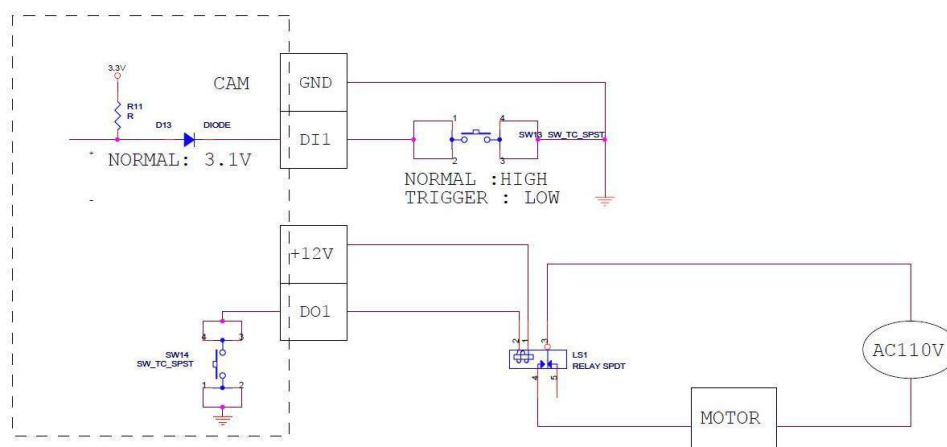 3.3V
R11
R
CAM
GND
D13
DIODE
DI1
NORMAL: 3.1V
1
4
SW13 SW_TC_SPST
2
3
NORMAL :HIGH
TRIGGER : LOW
+12V
DO1
4
3
SW14
SW_TC_SPST
1
2
2
1
3
LS1
RELAY SPDT
4
5
AC110V
MOTOR